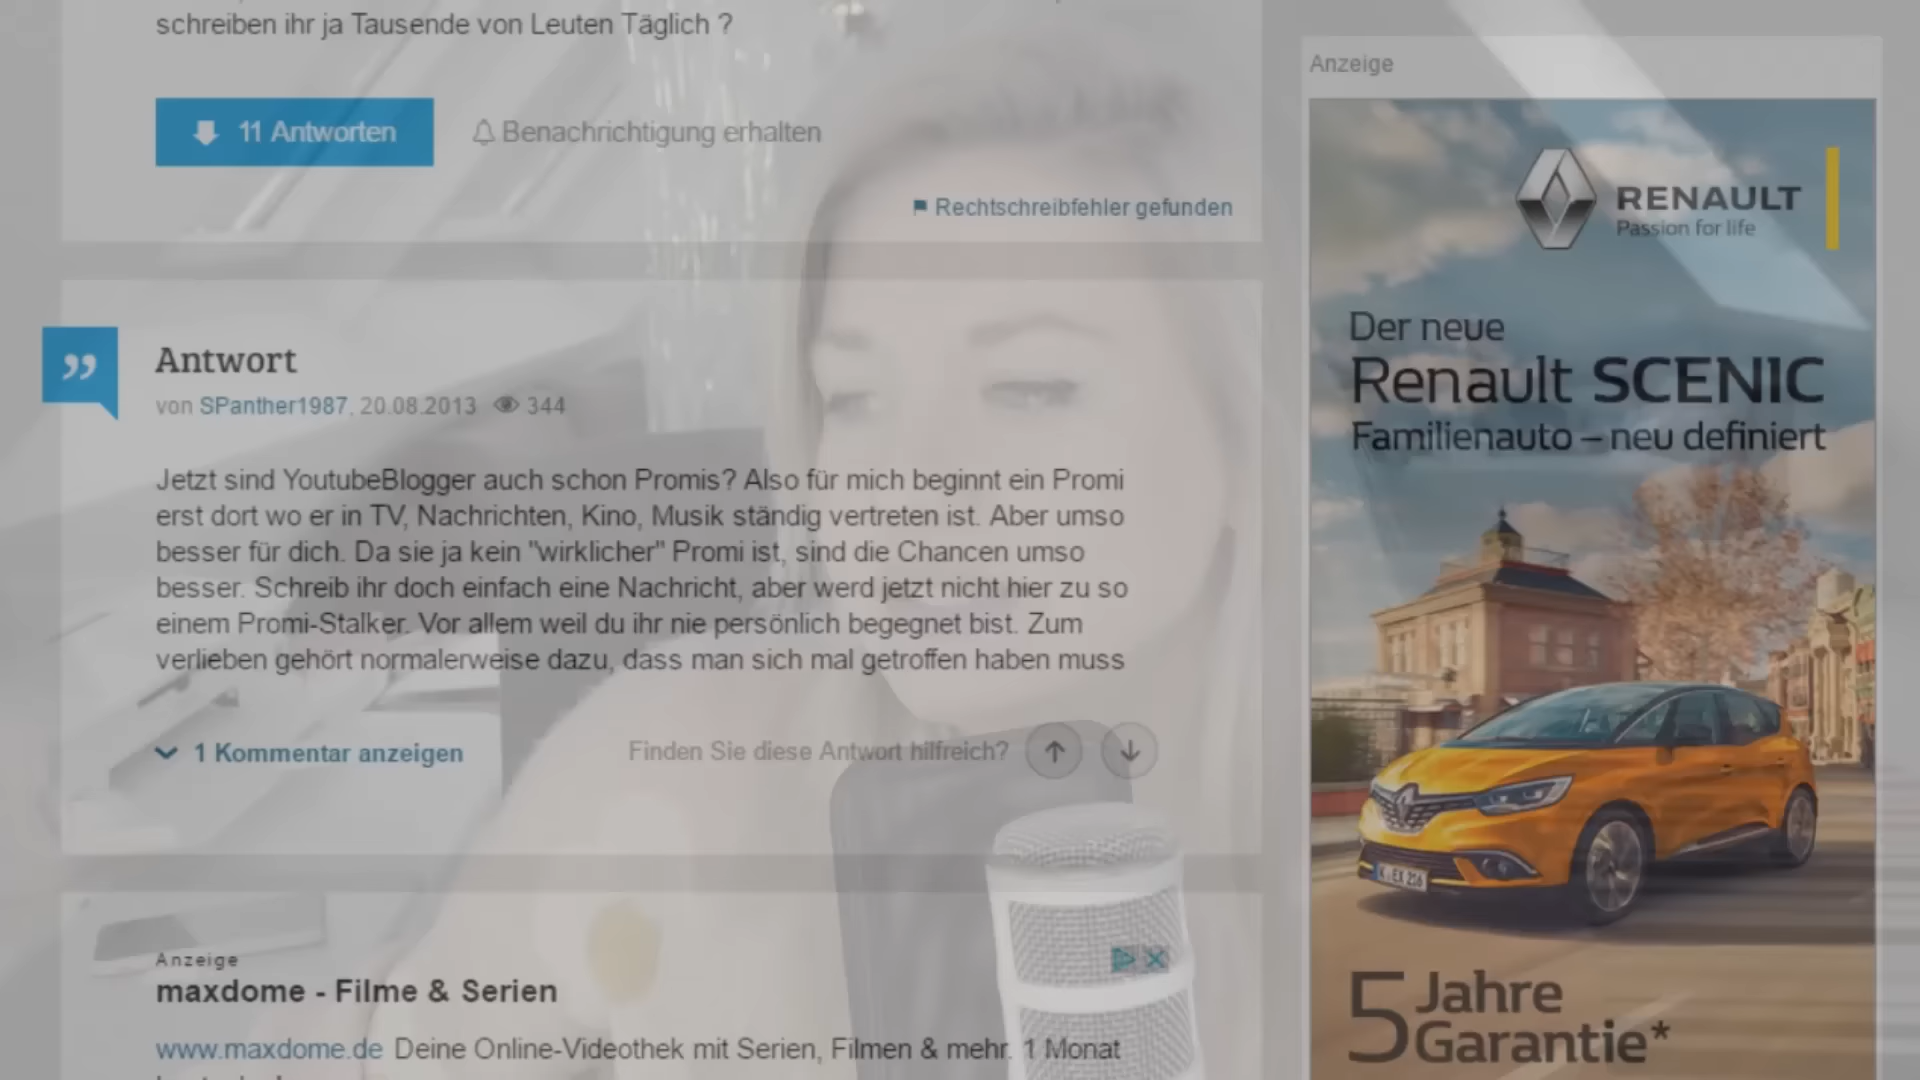 schreiben ihr ja Tausende von Leuten Täglich ?
11 Antworten
Benachrichtigung erhalten
Rechtschreibfehler gefunden
Antwort
von SPanther1987, 20.08.2013 344
Jetzt sind YoutubeBlogger auch schon Promis? Also für mich beginnt ein Promi
erst dort wo er in TV, Nachrichten, Kino, Musik ständig vertreten ist. Aber umso
besser für dich. Da sie ja kein "wirklicher" Promi ist, sind die Chancen umso
besser. Schreib ihr doch einfach eine Nachricht, aber werd jetzt nicht hier zu so
einem Promi-Stalker. Vor allem weil du ihr nie persönlich begegnet bist. Zum
verlieben gehört normalerweise dazu, dass man sich mal getroffen haben muss
1 Kommentar anzeigen
Finden Sie diese Antwort hilfreich?
Anzeige
maxdome - Filme & Serien
www.maxdome.de Deine Online-Videothek mit Serien, Filmen & mehr. 1 Monat
Anzeige
RENAULT
Passion for life
Der neue
Renault SCENIC
Familienauto – neu definiert
K EX 216
5 Jahre
Garantie*